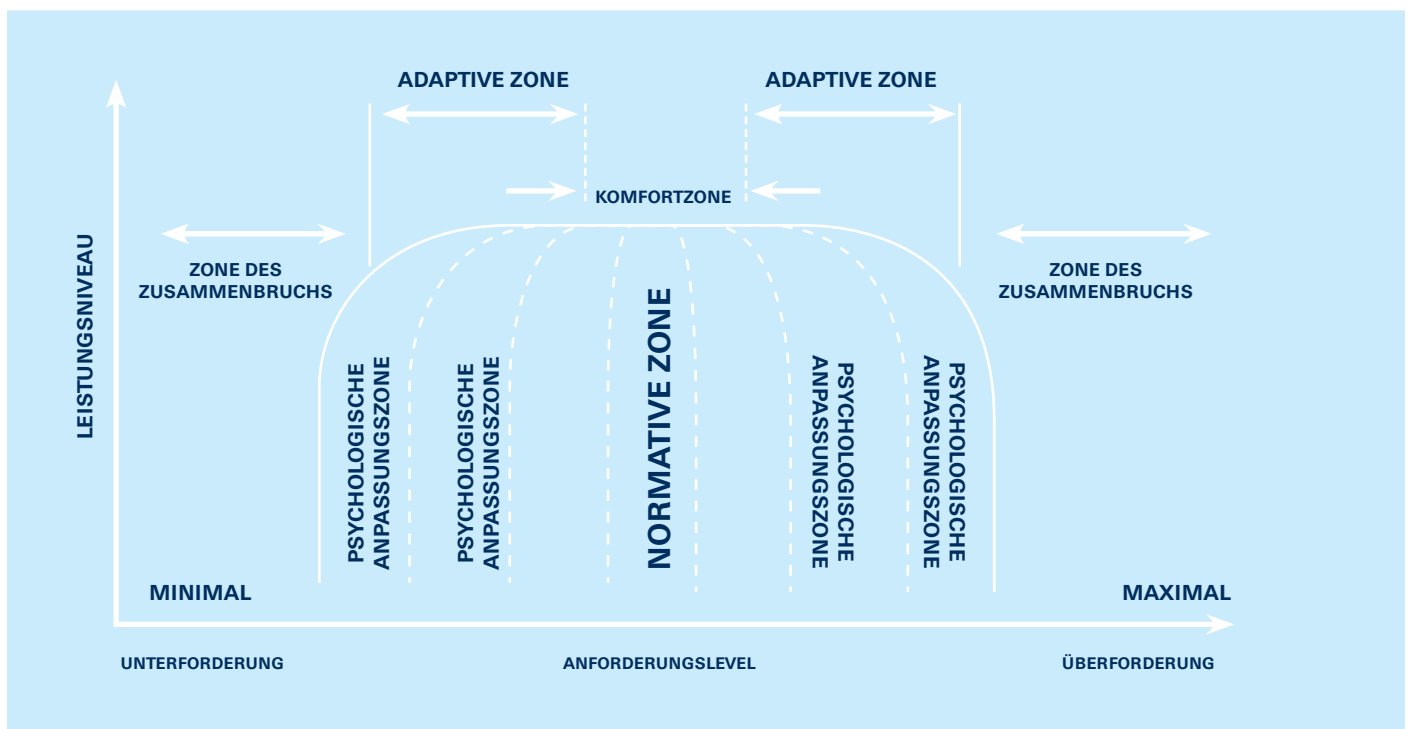 ADAPTIVE ZONE
ADAPTIVE ZONE
KOMFORTZONE
LEISTUNGSNIVEAU
ZONE DES
ZUSAMMENBRUCHS
ZONE DES
ZUSAMMENBRUCHS
PSYCHOLOGISCHE
ANPASSUNGSZONE
PSYCHOLOGISCHE
ANPASSUNGSZONE
NORMATIVE ZONE
PSYCHOLOGISCHE
ANPASSUNGSZONE
PSYCHOLOGISCHE
ANPASSUNGSZONE
MINIMAL
MAXIMAL
UNTERFORDERUNG
ANFORDERUNGSLEVEL
ÜBERFORDERUNG